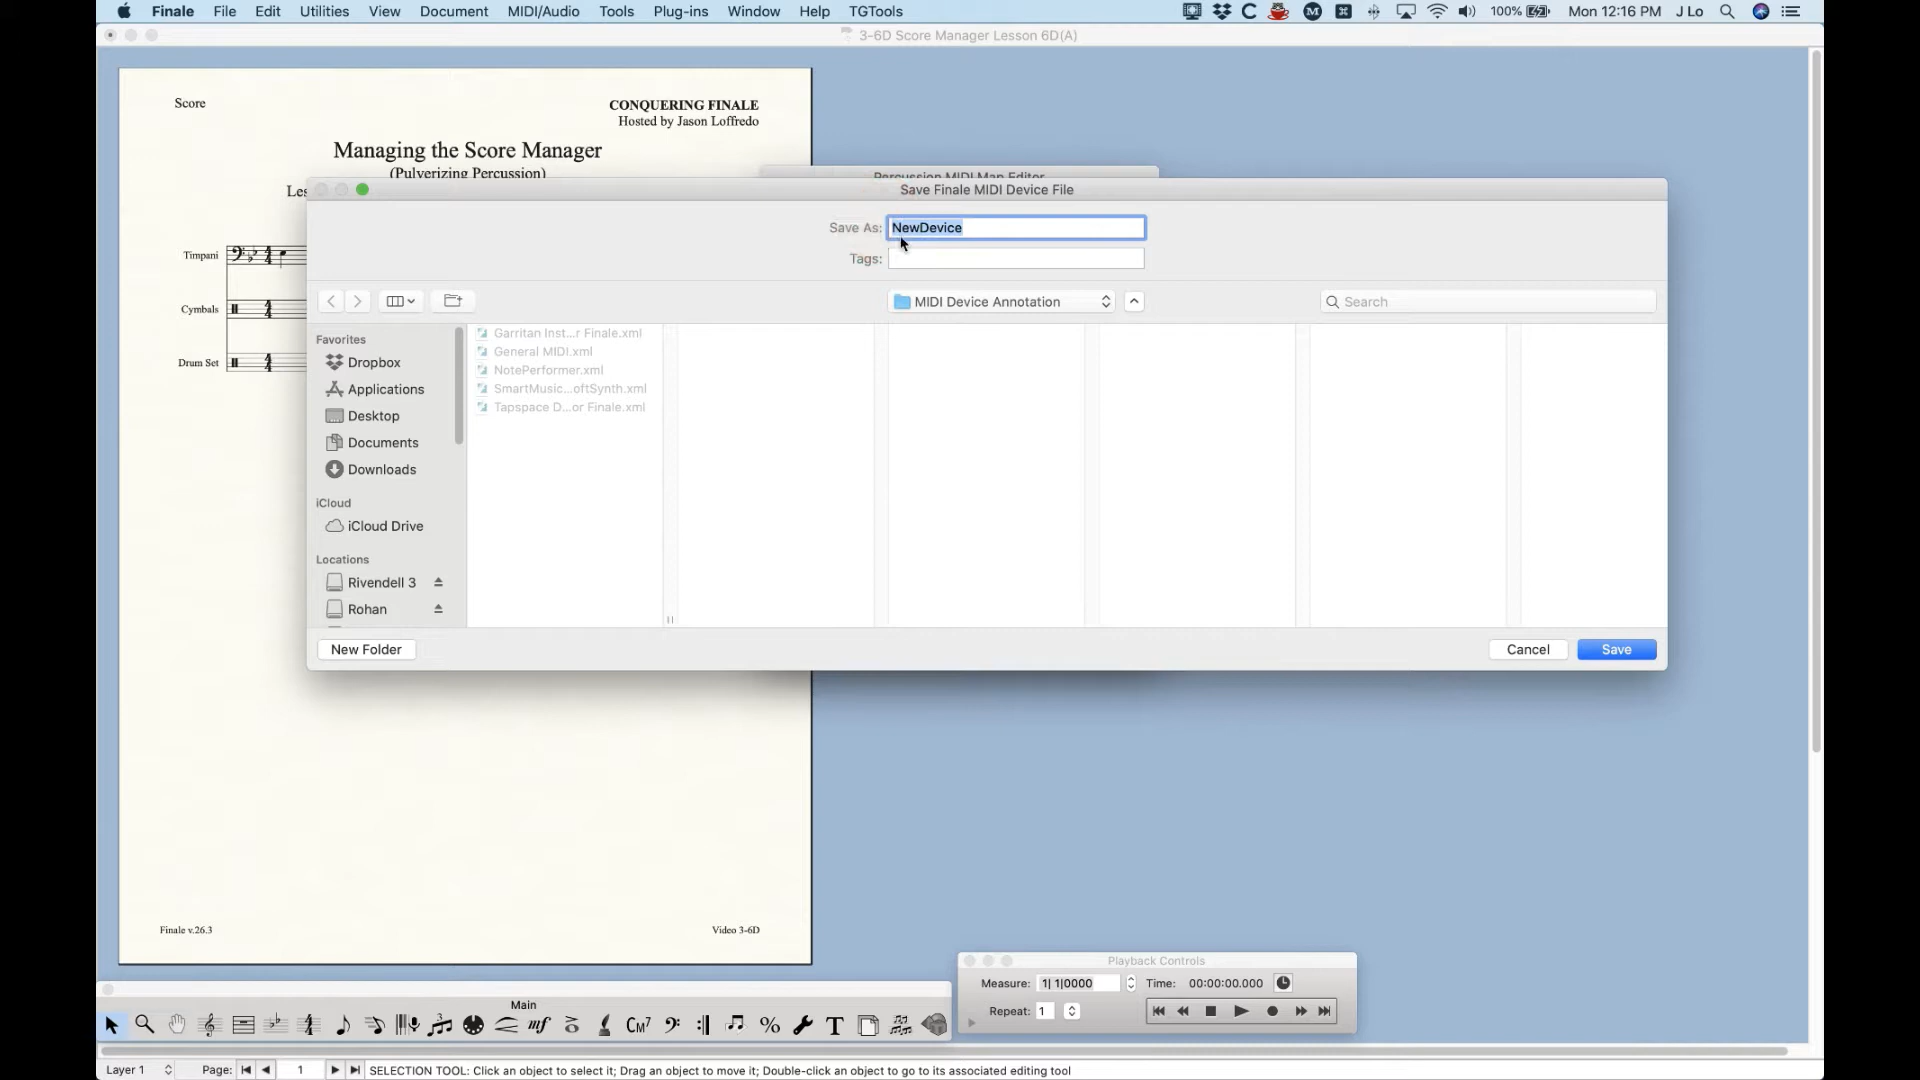 Finale File Edit Utilities View Document MIDI/Audio Tools Plug-ins Window Help TGTools 100% Mon 12:16 PM J Lo
3-6D Score Manager Lesson 6D(A)
Score
CONQUERING FINALE
Hosted by Jason Loffredo
Managing the Score Manager
(Pulverizing Percussion)
Les
Percussion MIDI Map Editor
Save Finale MIDI Device File
Save As: NewDevice
Tags:
MIDI Device Annotation
Search
Favorites
Dropbox
Applications
Desktop
Documents
Downloads
iCloud
iCloud Drive
Locations
Rivendell 3
Rohan
Garritan Inst...r Finale.xml
General MIDI.xml
NotePerformer.xml
SmartMusic...oftSynth.xml
Tapspace D...or Finale.xml
New Folder
Cancel
Save
Timpani
Cymbals
Drum Set
Finale v.26.3
Video 3-6D
Playback Controls
Measure: 1| 1|0000 Time: 00:00:00.000
Repeat: 1
Main
CM7
mf
T
Layer 1 Page: 1 SELECTION TOOL: Click an object to select it; Drag an object to move it; Double-click an object to go to its associated editing tool